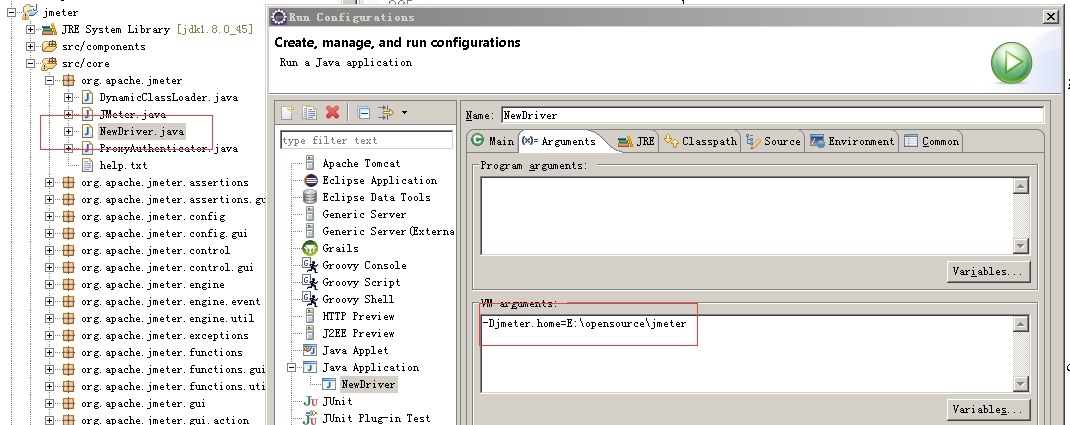 jmeter
JRE System Library [jdk1.8.0_45]
src/components
src/core
org.apache.jmeter
DynamicClassLoader.java
JMeter.java
NewDriver.java
ProxyAuthenticator.java
help.txt
org.apache.jmeter.assertions
org.apache.jmeter.assertions.gu
org.apache.jmeter.config
org.apache.jmeter.config.gui
org.apache.jmeter.control
org.apache.jmeter.control.gui
org.apache.jmeter.engine
org.apache.jmeter.engine.event
org.apache.jmeter.engine.util
org.apache.jmeter.exceptions
org.apache.jmeter.functions
org.apache.jmeter.functions.gu
org.apache.jmeter.functions.uti
org.apache.jmeter.gui
org.apache.jmeter.gui.action
Run Configurations
Create, manage, and run configurations
Run a Java application
type filter text
Apache Tomcat
Eclipse Application
Eclipse Data Tools
Generic Server
Generic Server(Externa
Grails
Groovy Console
Groovy Script
Groovy Shell
HTTP Preview
J2EE Preview
Java Applet
Java Application
NewDriver
JUnit
JUnit Plug-in Test
Name: NewDriver
Main Arguments JRE Classpath Source Environment Common
Program arguments:
Variables...
VM arguments:
-Djmeter.home=E:\opensource\jmeter
Variables...